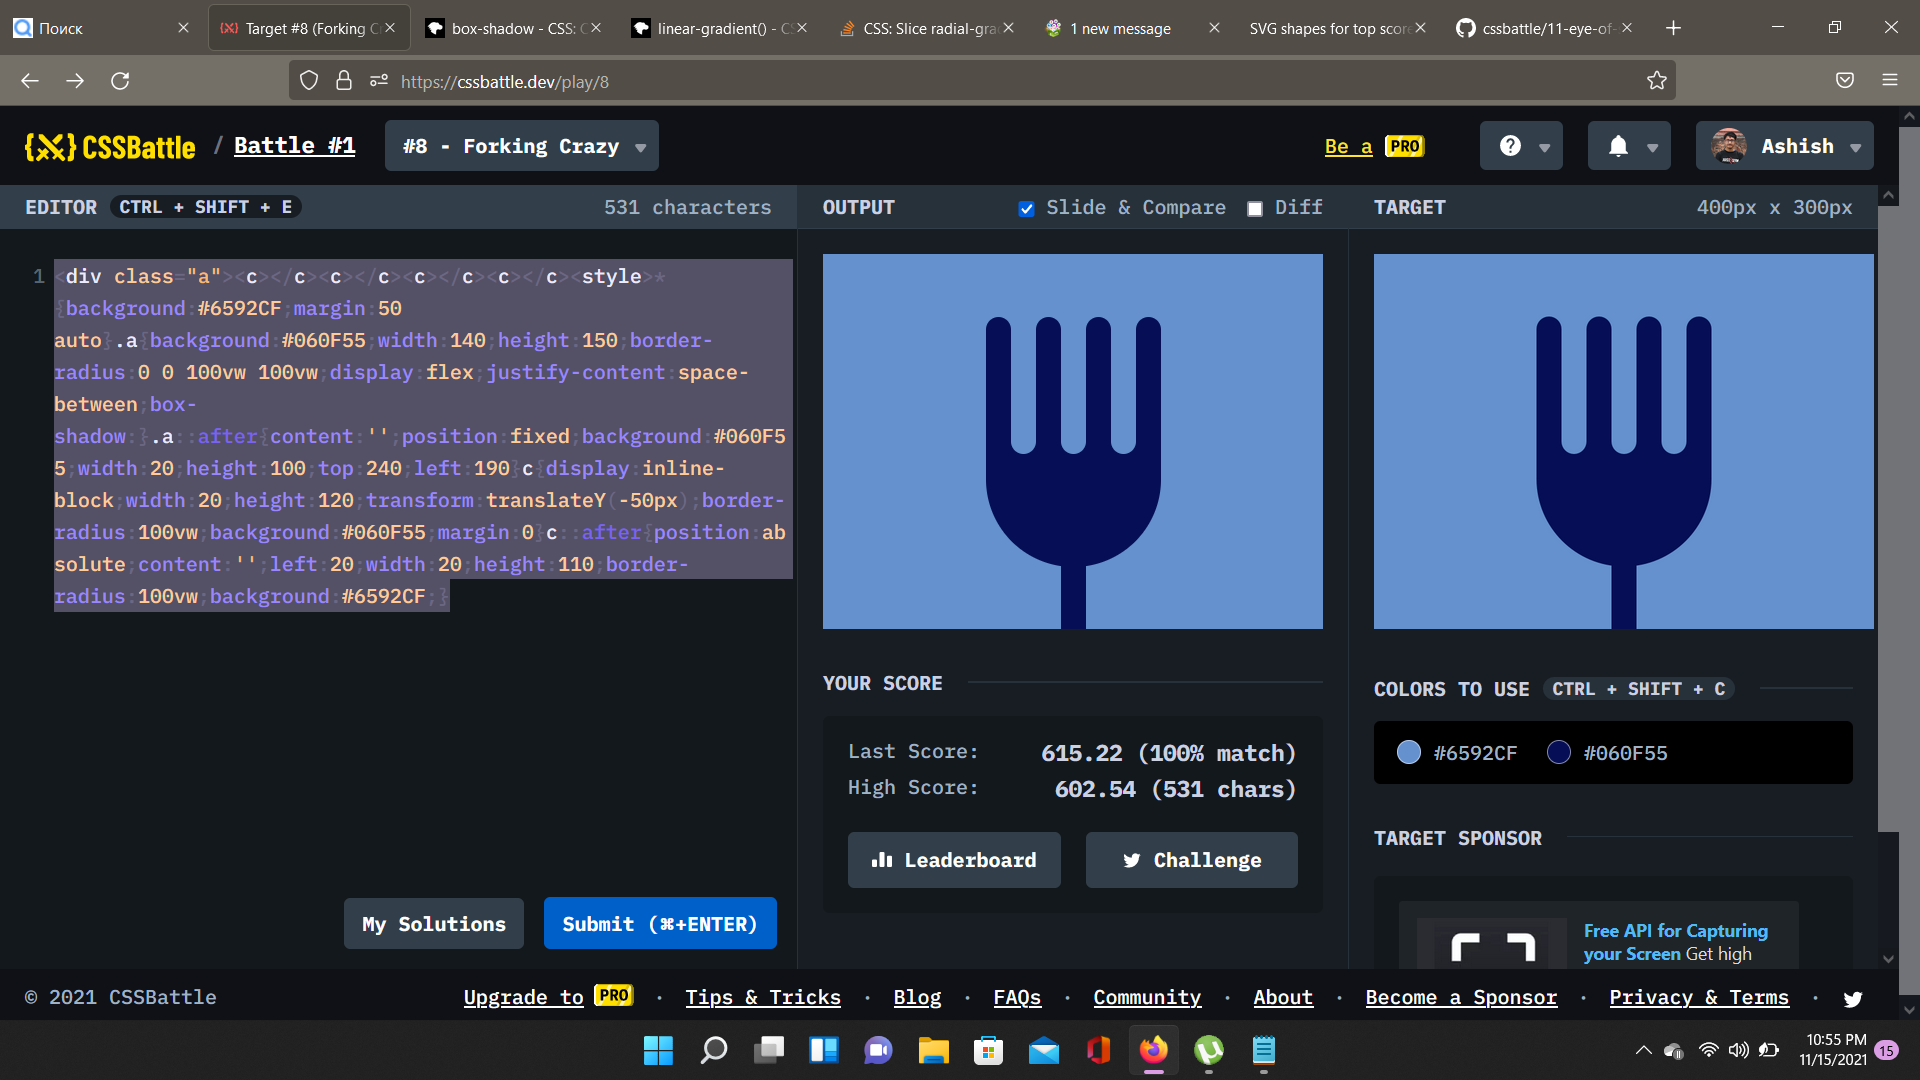 Поиск
Target #8 (Forking C
box-shadow - CSS: C
linear-gradient() - CS
CSS: Slice radial-gra
1 new message
SVG shapes for top score
cssbattle/11-eye-of-
https://cssbattle.dev/play/8
CSSBattle / Battle #1
#8 - Forking Crazy
Be a PRO
?
Ashish
EDITOR CTRL + SHIFT + E 531 characters
OUTPUT Slide & Compare Diff
TARGET 400px x 300px
1 <div class="a"><c></c><c></c><c></c><c></c><style>*
{background:#6592CF;margin:50
auto}.a{background:#060F55;width:140;height:150;border-
radius:0 0 100vw 100vw;display:flex;justify-content:space-
between;box-
shadow:}.a::after{content:'';position:fixed;background:#060F5
5;width:20;height:100;top:240;left:190}c{display:inline-
block;width:20;height:120;transform:translateY(-50px);border-
radius:100vw;background:#060F55;margin:0}c::after{position:ab
solute;content:'';left:20;width:20;height:110;border-
radius:100vw;background:#6592CF;}
My Solutions
Submit (⌘+ENTER)
YOUR SCORE
Last Score: 615.22 (100% match)
High Score: 602.54 (531 chars)
Leaderboard
Challenge
COLORS TO USE CTRL + SHIFT + C
#6592CF #060F55
TARGET SPONSOR
Free API for Capturing
your Screen Get high
© 2021 CSSBattle
Upgrade to PRO · Tips & Tricks · Blog · FAQs · Community · About · Become a Sponsor · Privacy & Terms ·
10:55 PM
11/15/2021
15